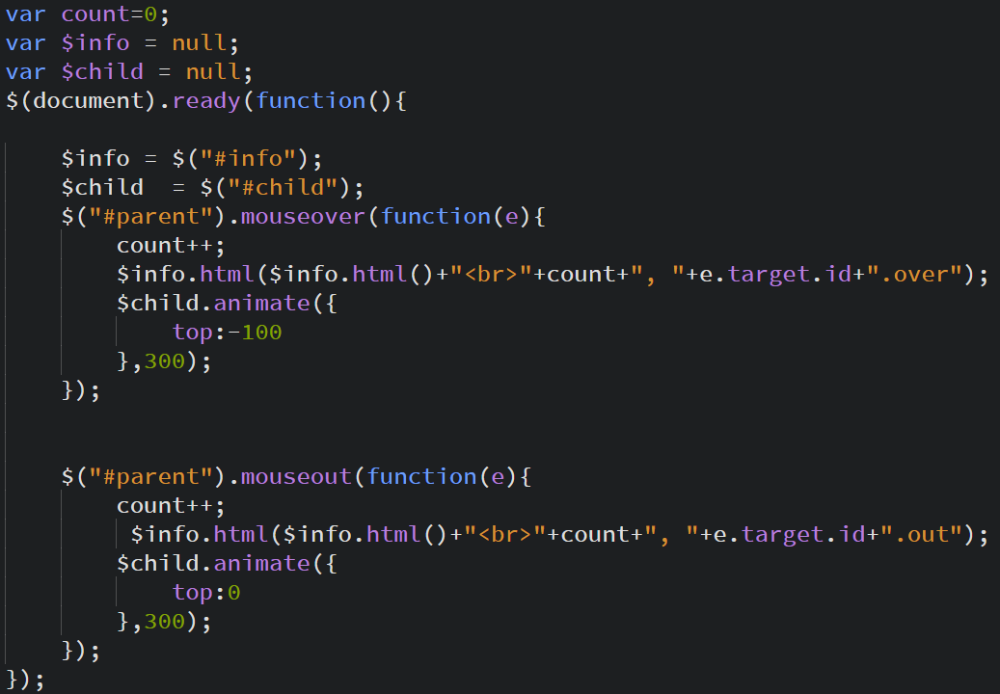 var count=0;
var $info = null;
var $child = null;
$(document).ready(function(){
$info = $("#info");
$child  = $("#child");
$("#parent").mouseover(function(e){
count++;
$info.html($info.html()+"<br>"+count+", "+e.target.id+".over");
$child.animate({
top:-100
},300);
});
$("#parent").mouseout(function(e){
count++;
$info.html($info.html()+"<br>"+count+", "+e.target.id+".out");
$child.animate({
top:0
},300);
});
});